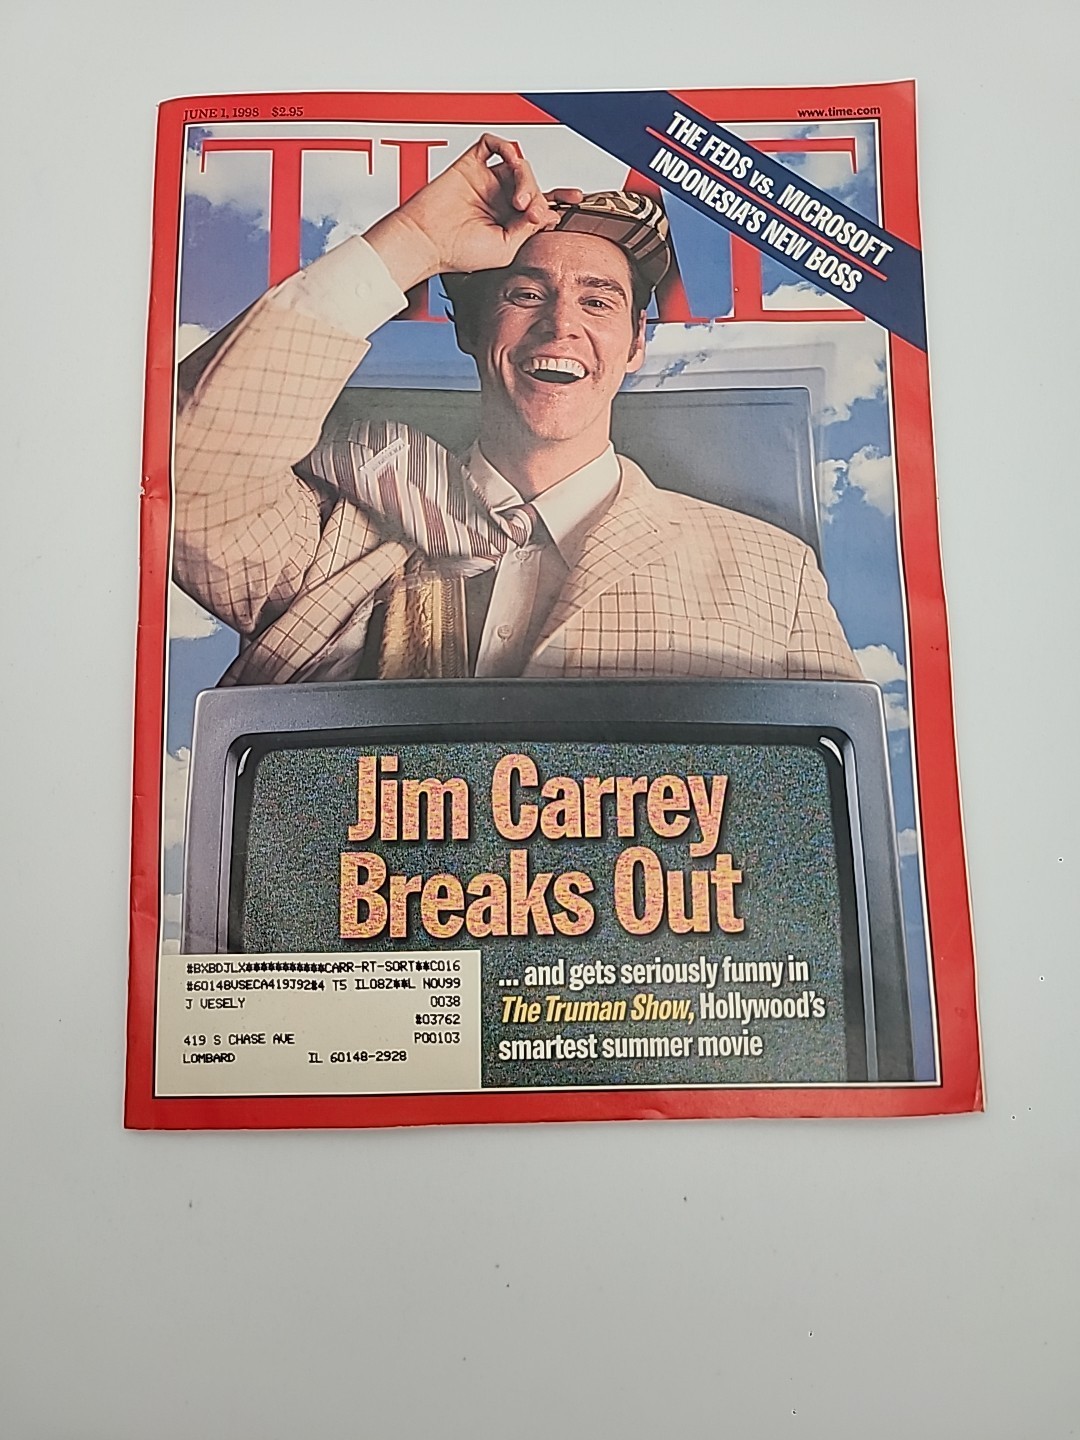 JUNE 1, 1998 $2.95
www.time.com
TIME
THE FEDS vs. MICROSOFT
INDONESIA'S NEW BOSS
Jim Carrey
Breaks Out
... and gets seriously funny in
The Truman Show, Hollywood's
smartest summer movie
#BXBDJLX***********CARR-RT-SORT**C016
#60148VSECA419J92#4 T5 IL08Z**L NOV99
J VESELY 0038
#03762
419 S CHASE AVE P00103
LOMBARD IL 60148-2928